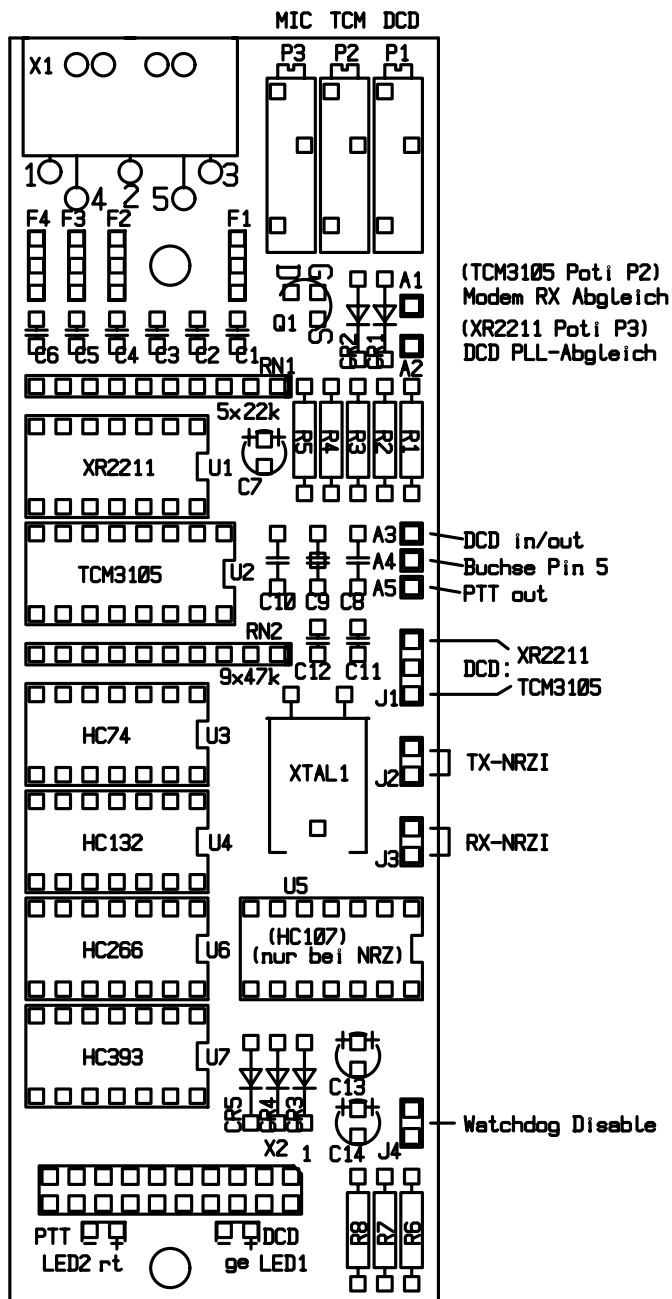 MIC TCM DCD
X1 P3 P2 P1
1 4 2 5 3
F4 F3 F2 F1
D G S
Q1
CR2 CR1
A1
(TCM3105 Poti P2)
Modem RX Abgleich
(XR2211 Poti P3)
DCD PLL-Abgleich
A2
C6 C5 C4 C3 C2 C1
RN1
5x22k
XR2211 U1
C7
R5 R4 R3 R2 R1
TCM3105 U2
C10 C9 C8
A3 DCD in/out
A4 Buchse Pin 5
A5 PTT out
RN2
9x47k
C12 C11
XR2211
DCD:
J1 TCM3105
HC74 U3
XTAL1
J2 TX-NRZI
HC132 U4
J3 RX-NRZI
U5
HC266 U6
(HC107)
(nur bei NRZ)
HC393 U7
CR5 CR4 CR3
+
C13
+
C14
J4 Watchdog Disable
X2 1
PTT - + - + DCD
LED2 rt ge LED1
R8 R7 R6